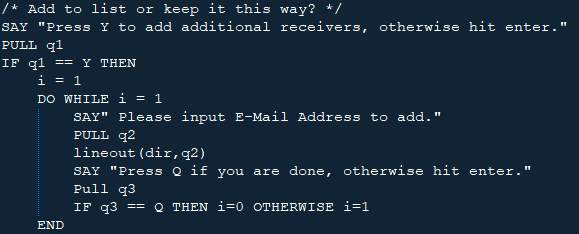 /* Add to list or keep it this way? */
SAY "Press Y to add additional receivers, otherwise hit enter."
PULL q1
IF q1 == Y THEN
i = 1
DO WHILE i = 1
SAY" Please input E-Mail Address to add."
PULL q2
lineout(dir,q2)
SAY "Press Q if you are done, otherwise hit enter."
Pull q3
IF q3 == Q THEN i=0 OTHERWISE i=1
END